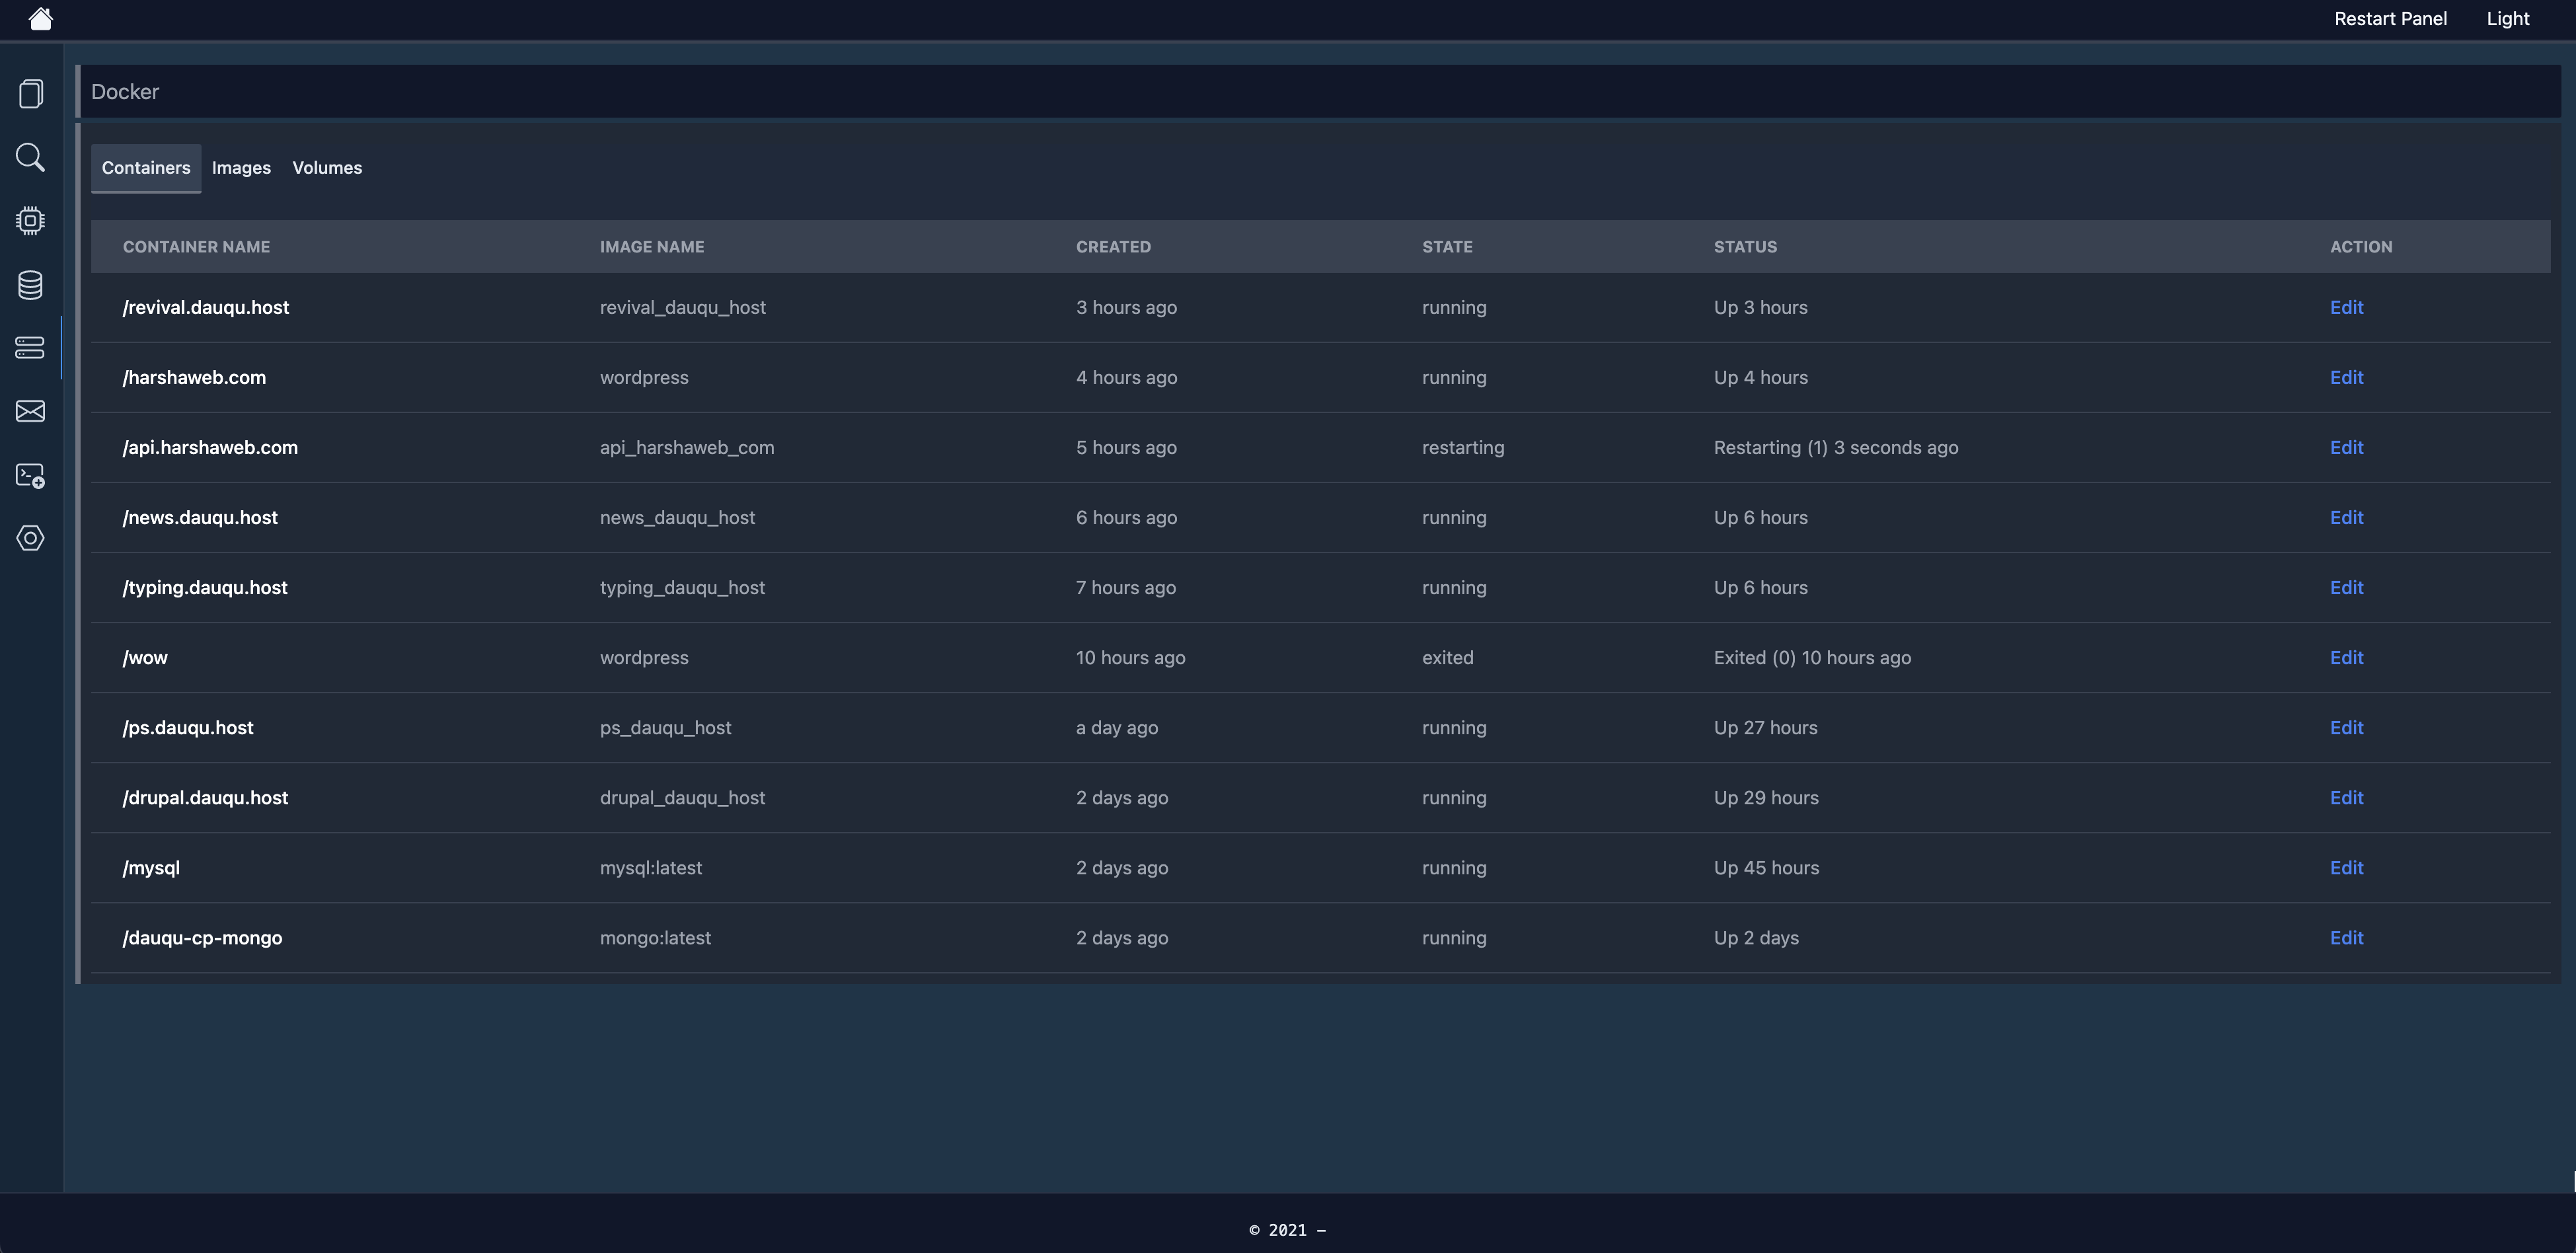 Restart Panel Light
Docker
Containers Images Volumes
CONTAINER NAME IMAGE NAME CREATED STATE STATUS ACTION
/revival.dauqu.host revival_dauqu_host 3 hours ago running Up 3 hours Edit
/harshaweb.com wordpress 4 hours ago running Up 4 hours Edit
/api.harshaweb.com api_harshaweb_com 5 hours ago restarting Restarting (1) 3 seconds ago Edit
/news.dauqu.host news_dauqu_host 6 hours ago running Up 6 hours Edit
/typing.dauqu.host typing_dauqu_host 7 hours ago running Up 6 hours Edit
/wow wordpress 10 hours ago exited Exited (0) 10 hours ago Edit
/ps.dauqu.host ps_dauqu_host a day ago running Up 27 hours Edit
/drupal.dauqu.host drupal_dauqu_host 2 days ago running Up 29 hours Edit
/mysql mysql:latest 2 days ago running Up 45 hours Edit
/dauqu-cp-mongo mongo:latest 2 days ago running Up 2 days Edit
© 2021 —